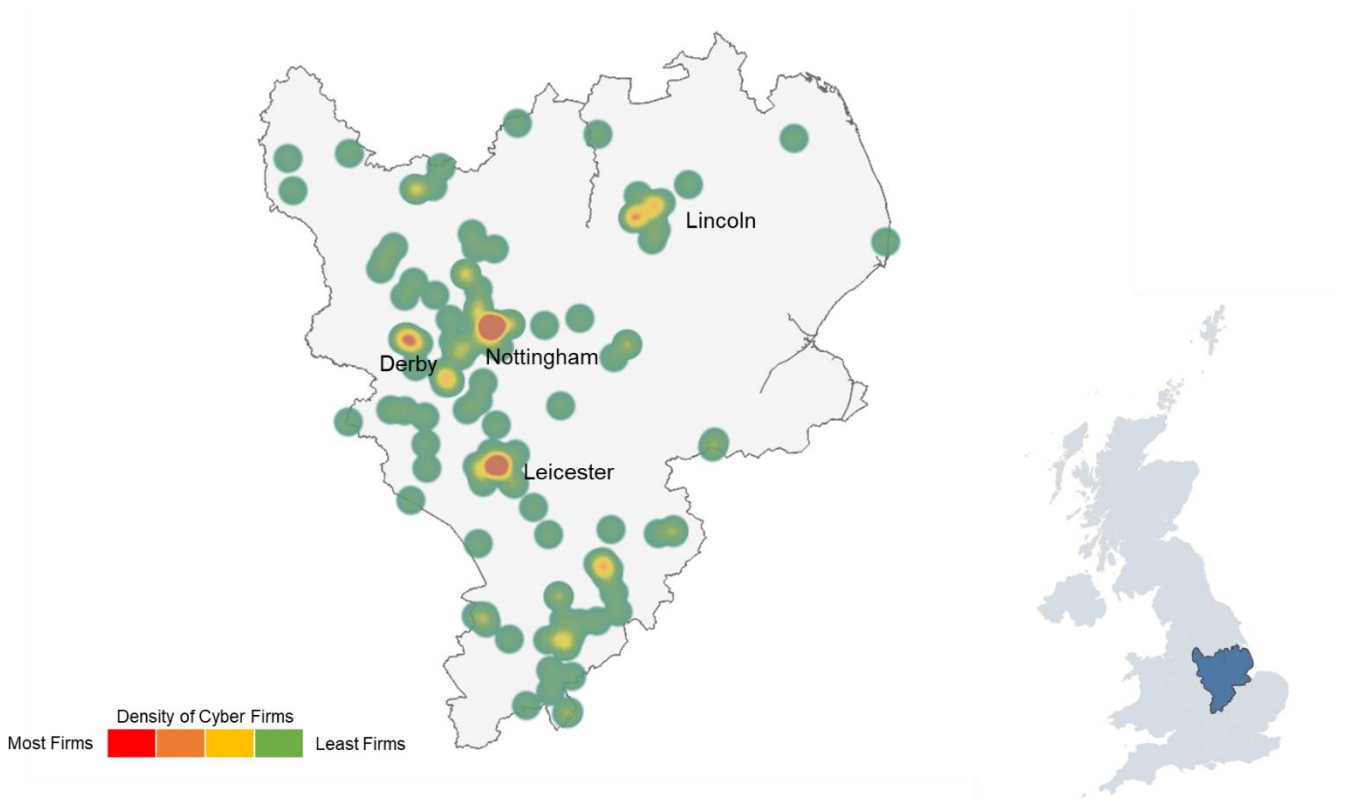 Lincoln
Derby
Nottingham
Leicester
Density of Cyber Firms
Most Firms
Least Firms